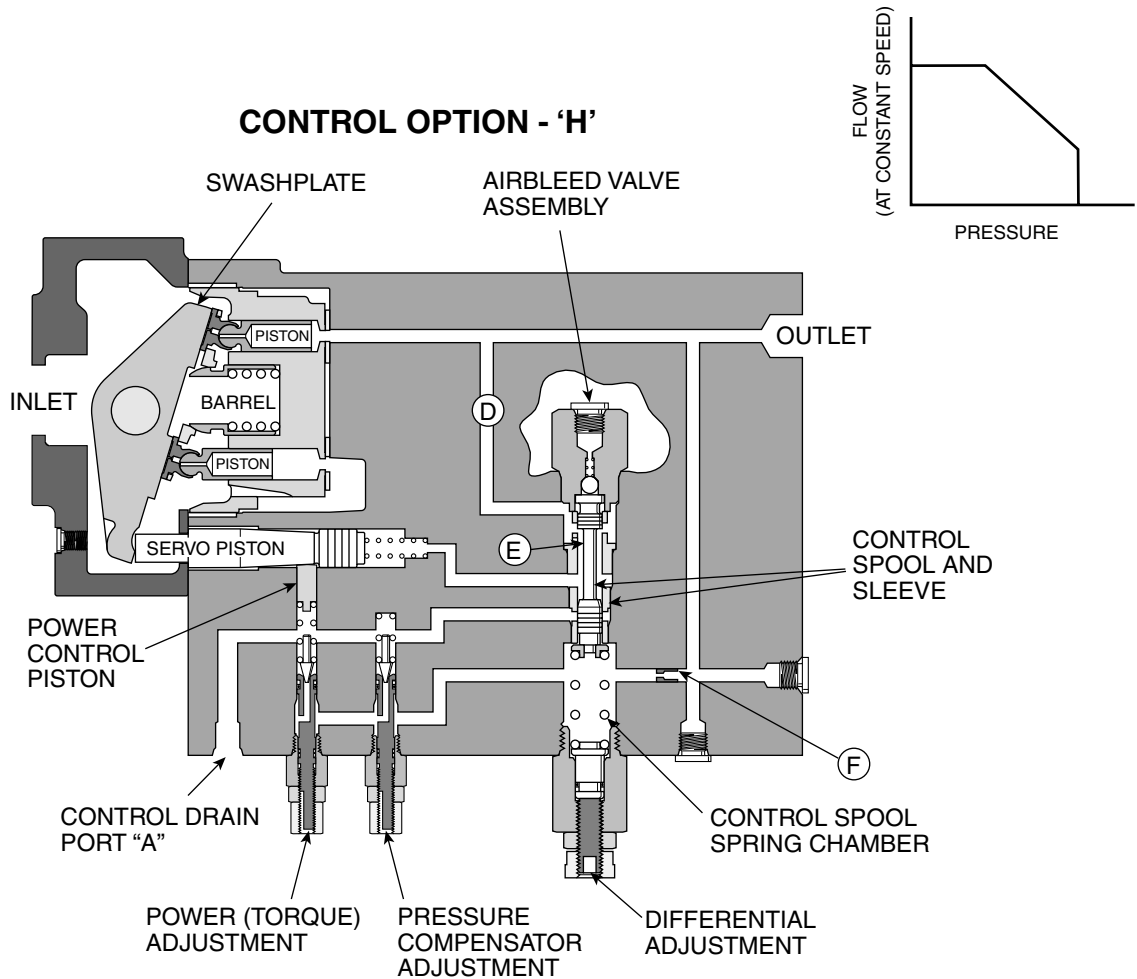 FLOW
(AT CONSTANT SPEED)
PRESSURE
CONTROL OPTION - ‘H’
SWASHPLATE
AIRBLEED VALVE
ASSEMBLY
PISTON
OUTLET
INLET
BARREL
D
PISTON
SERVO PISTON
E
CONTROL
SPOOL AND
SLEEVE
POWER
CONTROL
PISTON
F
CONTROL DRAIN
PORT “A”
CONTROL SPOOL
SPRING CHAMBER
POWER (TORQUE)
ADJUSTMENT
PRESSURE
COMPENSATOR
ADJUSTMENT
DIFFERENTIAL
ADJUSTMENT